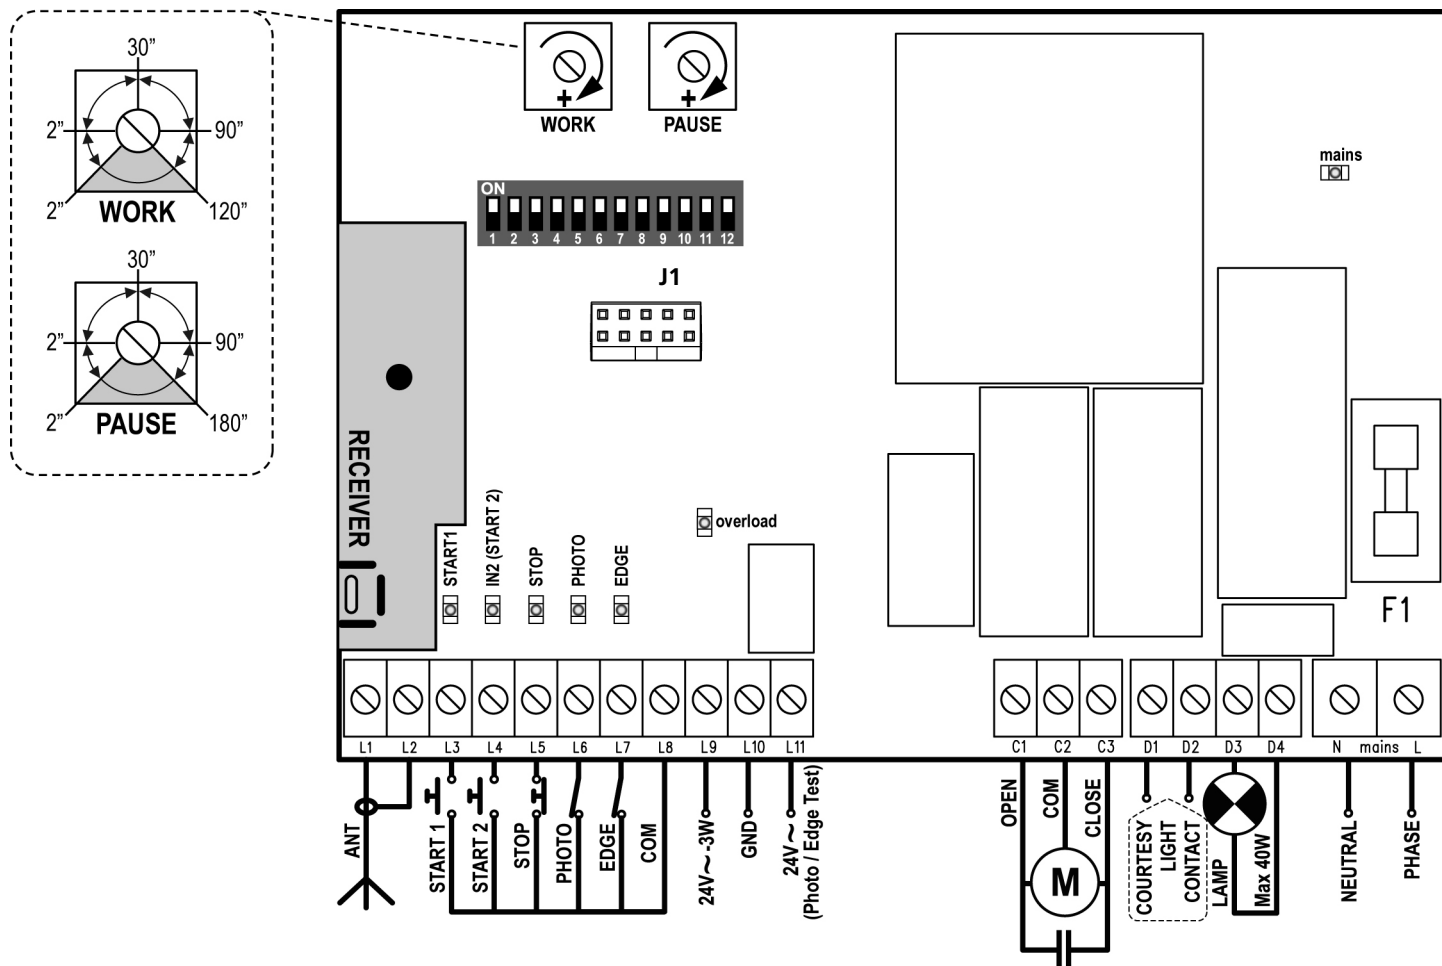 30”
2”
90”
2”
WORK
120”
30”
2”
90”
2”
PAUSE
180”
+
WORK
+
PAUSE
mains
ON
1 2 3 4 5 6 7 8 9 10 11 12
J1
RECEIVER
START1
IN2 (START 2)
STOP
PHOTO
EDGE
overload
F1
L1 L2 L3 L4 L5 L6 L7 L8 L9 L10 L11
C1 C2 C3 D1 D2 D3 D4 N mains L
ANT
START 1
START 2
STOP
PHOTO
EDGE
COM
24V~-3W
GND
24V~
(Photo / Edge Test)
OPEN
COM
CLOSE
M
COURTESY
LIGHT
CONTACT
LAMP
Max 40W
NEUTRAL
PHASE